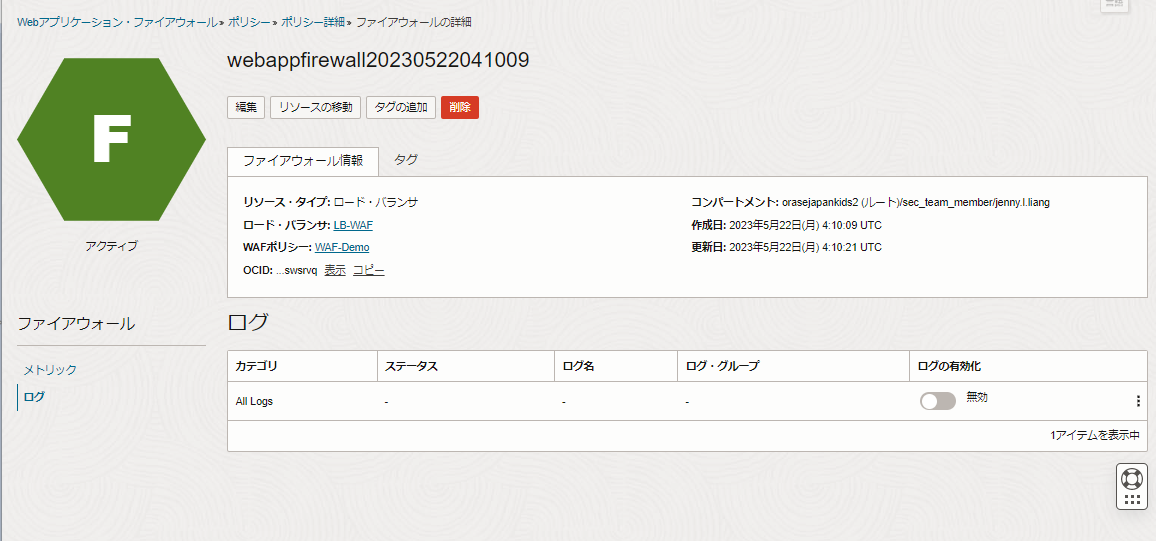 言語
Webアプリケーション・ファイアウォール » ポリシー » ポリシー詳細 » ファイアウォールの詳細
webappfirewall20230522041009
編集 リソースの移動 タグの追加 削除
F
アクティブ
ファイアウォール情報 タグ
リソース・タイプ: ロード・バランサ
ロード・バランサ: LB-WAF
WAFポリシー: WAF-Demo
OCID: ...swsrvq 表示 コピー
コンパートメント: orasejapankids2 (ルート)/sec_team_member/jenny.l.liang
作成日: 2023年5月22日(月) 4:10:09 UTC
更新日: 2023年5月22日(月) 4:10:21 UTC
ファイアウォール
メトリック
ログ
ログ
カテゴリ ステータス ログ名 ログ・グループ ログの有効化
All Logs - - - 無効
1アイテムを表示中